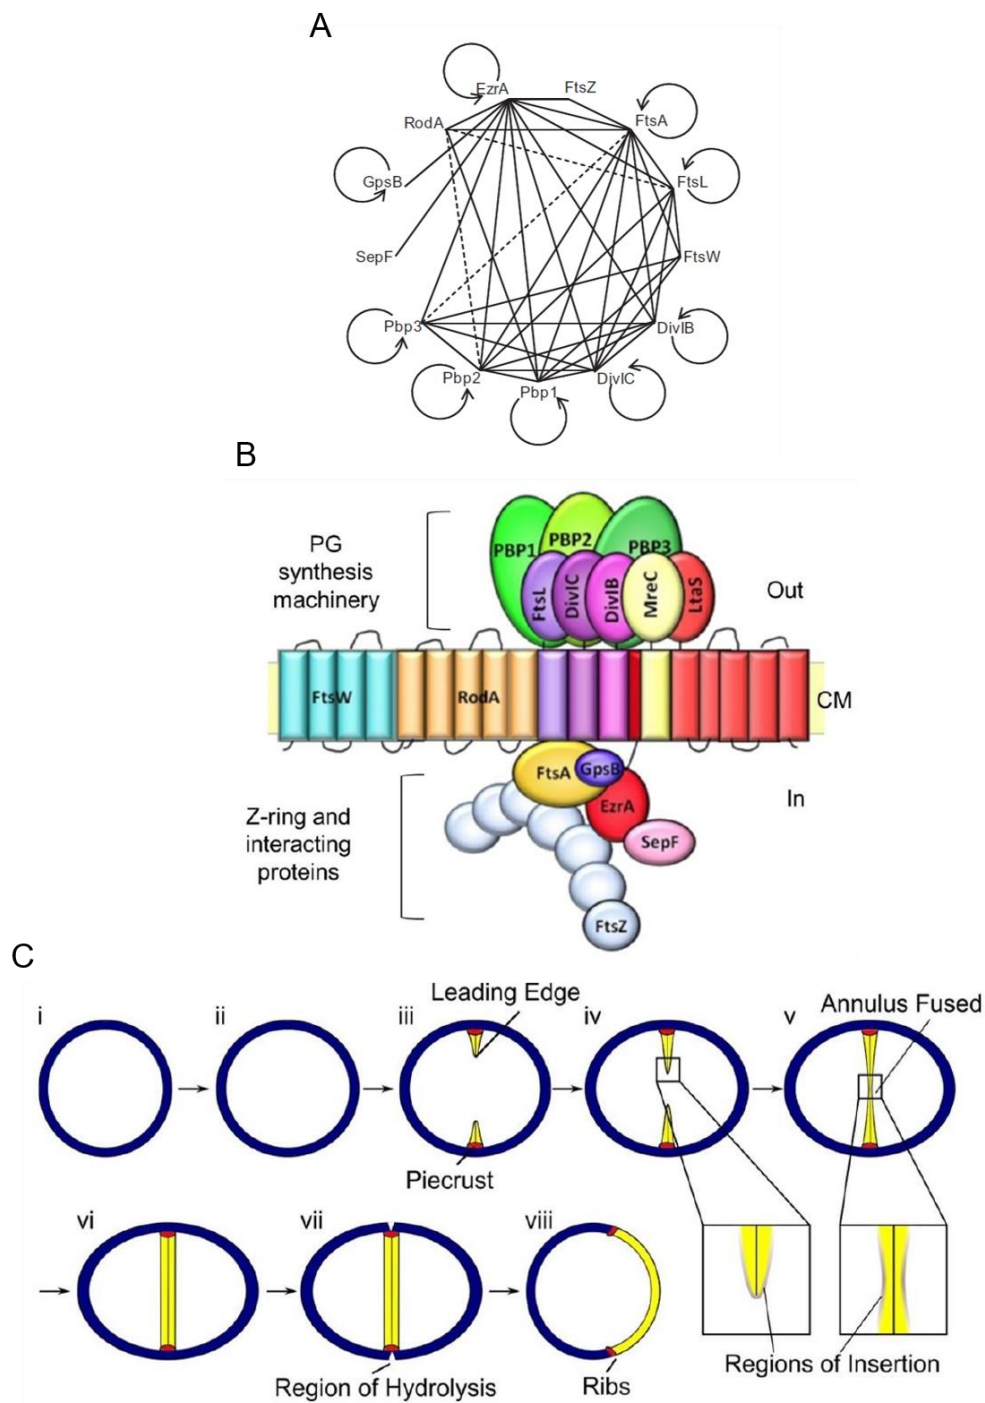 A
EzrA
FtsZ
RodA
FtsA
GpsB
FtsL
SepF
FtsW
Pbp3
DivIB
Pbp2
DivIC
Pbp1
B
PG
synthesis
machinery
PBP1
PBP2
PBP3
FtsL
DivIC
DivIB
MreC
LtaS
Out
FtsW
RodA
CM
FtsA
GpsB
EzrA
SepF
FtsZ
In
Z-ring and
interacting
proteins
C
i
ii
iii
Leading Edge
iv
v
Annulus Fused
Piecrust
vi
vii
viii
Region of Hydrolysis
Ribs
Regions of Insertion